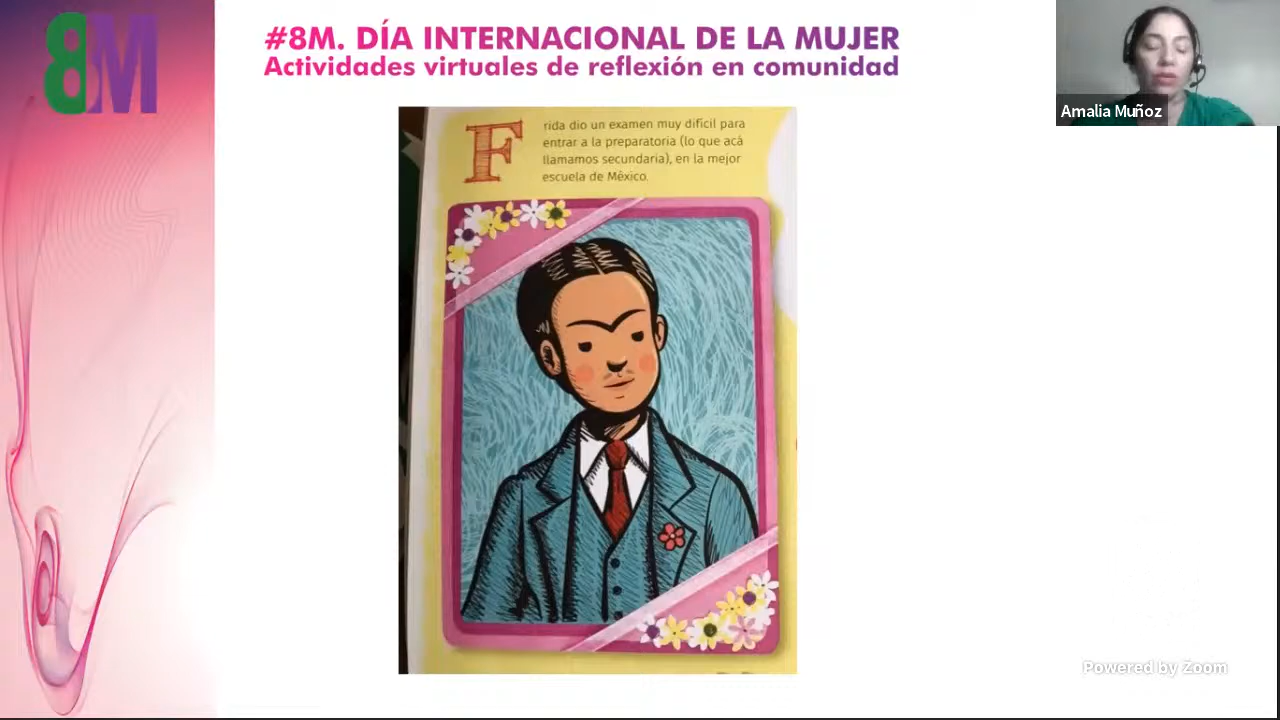 8M
#8M. DÍA INTERNACIONAL DE LA MUJER
Actividades virtuales de reflexión en comunidad
Amalia Muñoz
Frida dio un examen muy difícil para
entrar a la preparatoria (lo que acá
llamamos secundaria), en la mejor
escuela de México.
Powered by Zoom